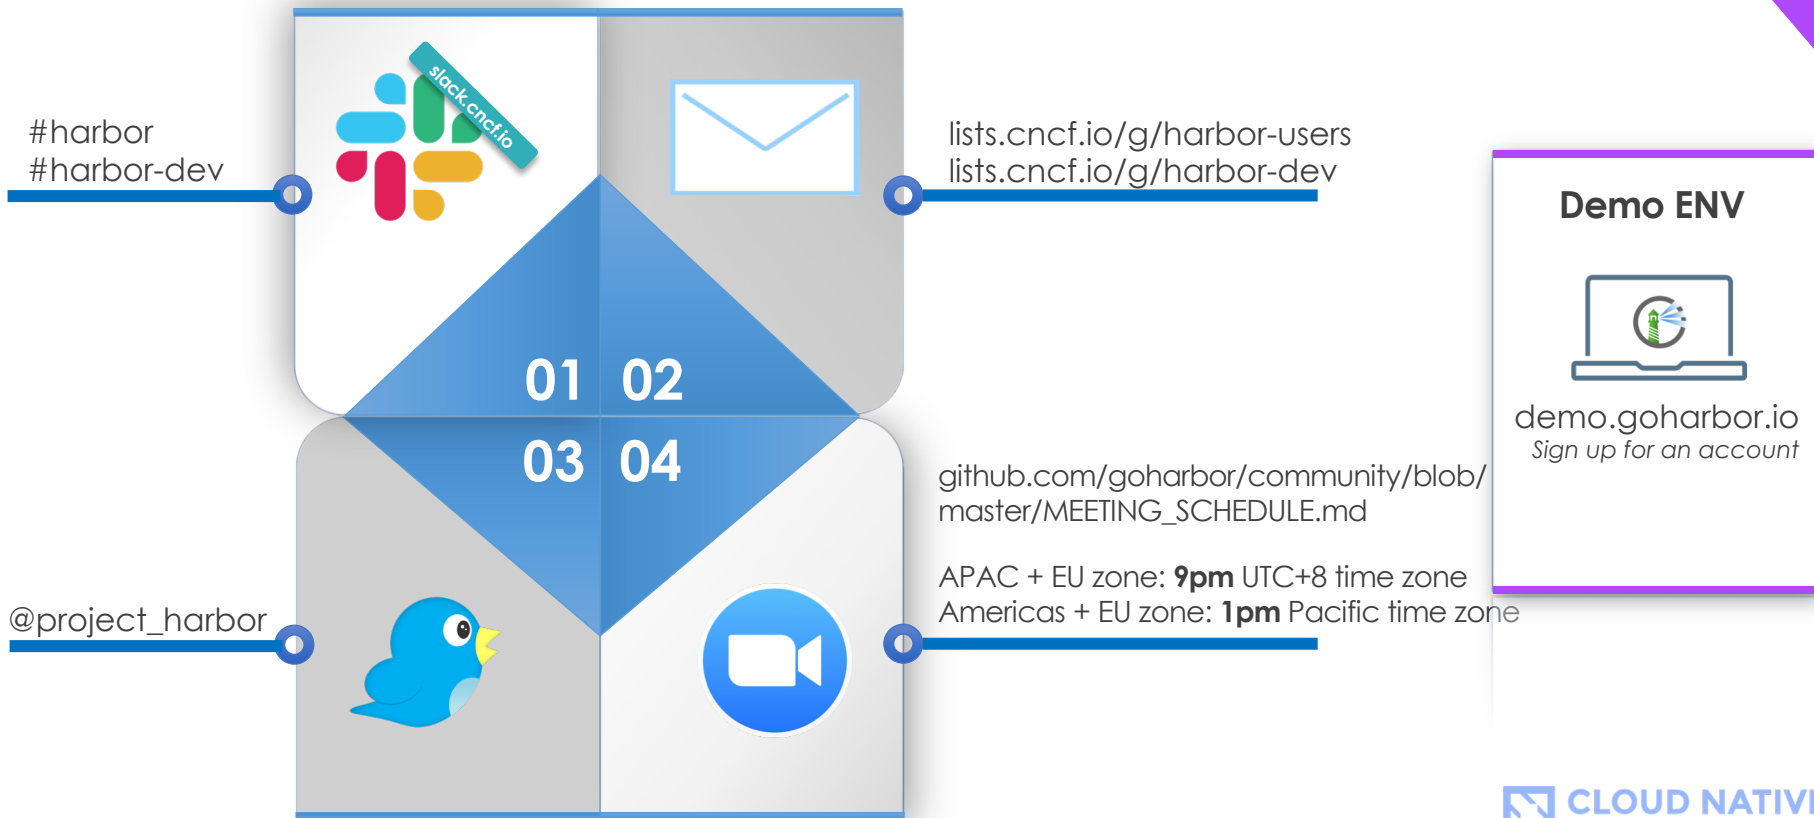 slack.cncf.io
#harbor
#harbor-dev
lists.cncf.io/g/harbor-users
lists.cncf.io/g/harbor-dev
01
02
03
04
@project_harbor
github.com/goharbor/community/blob/
master/MEETING_SCHEDULE.md
APAC + EU zone: 9pm UTC+8 time zone
Americas + EU zone: 1pm Pacific time zone
Demo ENV
demo.goharbor.io
Sign up for an account
CLOUD NATIVE